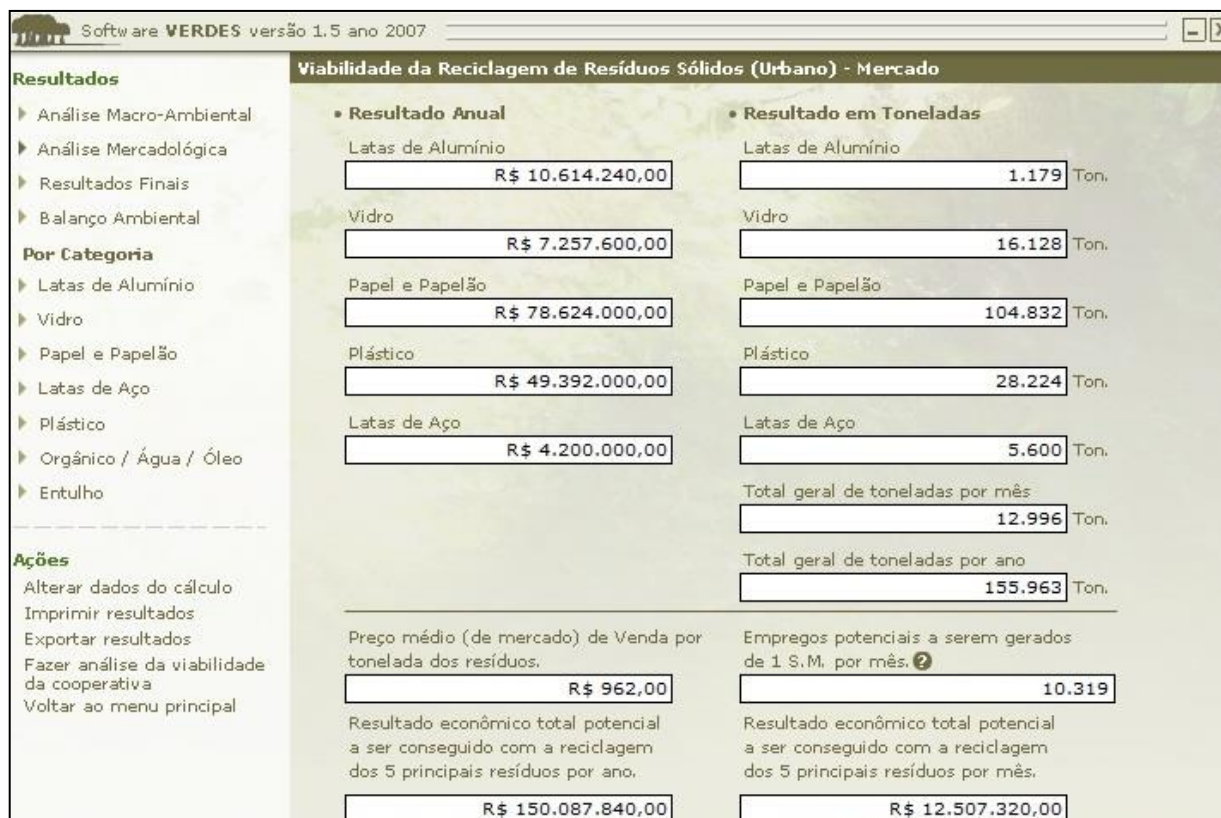 Software VERDES versão 1.5 ano 2007
Resultados
Análise Macro-Ambiental
Análise Mercadológica
Resultados Finais
Balanço Ambiental
Por Categoria
Latas de Alumínio
Vidro
Papel e Papelão
Latas de Aço
Plástico
Orgânico / Água / Óleo
Entulho
Ações
Alterar dados do cálculo
Imprimir resultados
Exportar resultados
Fazer análise da viabilidade
da cooperativa
Voltar ao menu principal
Viabilidade da Reciclagem de Resíduos Sólidos (Urbano) - Mercado
• Resultado Anual
Latas de Alumínio
R$ 10.614.240,00
Vidro
R$ 7.257.600,00
Papel e Papelão
R$ 78.624.000,00
Plástico
R$ 49.392.000,00
Latas de Aço
R$ 4.200.000,00
• Resultado em Toneladas
Latas de Alumínio
1.179 Ton.
Vidro
16.128 Ton.
Papel e Papelão
104.832 Ton.
Plástico
28.224 Ton.
Latas de Aço
5.600 Ton.
Total geral de toneladas por mês
12.996 Ton.
Total geral de toneladas por ano
155.963 Ton.
Preço médio (de mercado) de Venda por
tonelada dos resíduos.
R$ 962,00
Empregos potenciais a serem gerados
de 1 S.M. por mês. ?
10.319
Resultado econômico total potencial
a ser conseguido com a reciclagem
dos 5 principais resíduos por ano.
R$ 150.087.840,00
Resultado econômico total potencial
a ser conseguido com a reciclagem
dos 5 principais resíduos por mês.
R$ 12.507.320,00